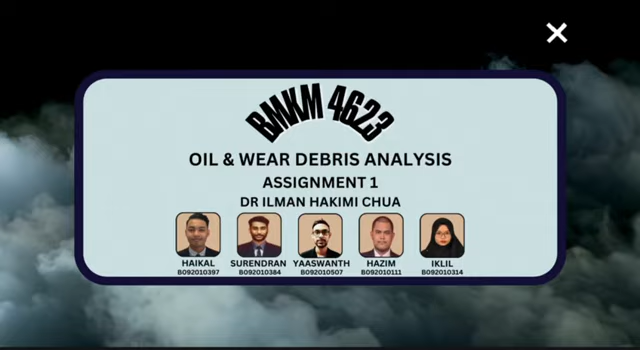 BMKM 4623
OIL & WEAR DEBRIS ANALYSIS
ASSIGNMENT 1
DR ILMAN HAKIMI CHUA
HAIKAL SURENDRAN YAASWANTH HAZIM IKLIL
B092010397 B092010384 B092010507 B092010111 B092010314